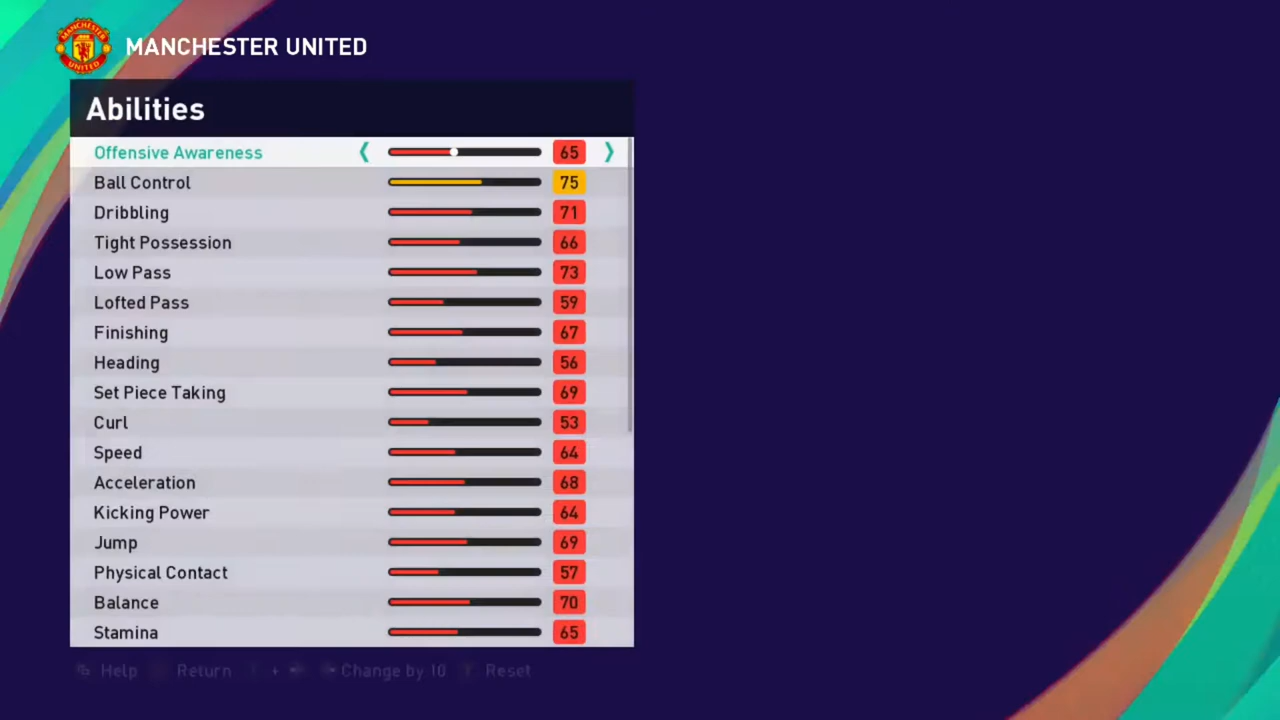 MANCHESTER UNITED
MANCHESTER
UNITED
Abilities
Offensive Awareness 65
Ball Control 75
Dribbling 71
Tight Possession 66
Low Pass 73
Lofted Pass 59
Finishing 67
Heading 56
Set Piece Taking 69
Curl 53
Speed 64
Acceleration 68
Kicking Power 64
Jump 69
Physical Contact 57
Balance 70
Stamina 65
Help Return + Change by 10 Reset